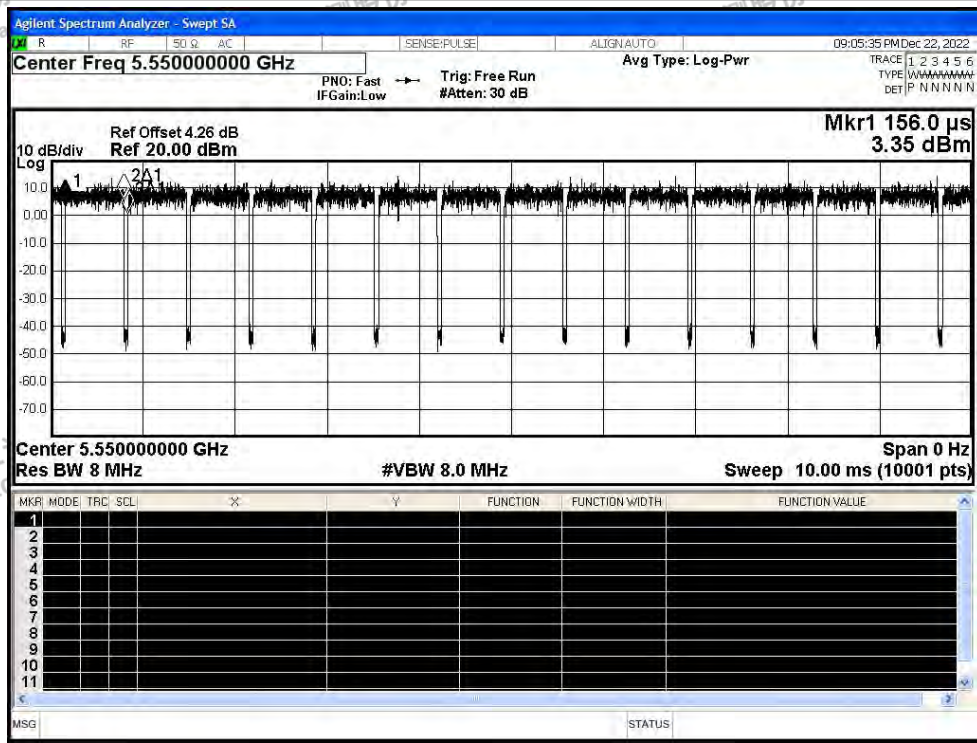 Agilent Spectrum Analyzer - Swept SA
R RF 50 Ω AC SENSE:PULSE ALIGNAUTO 09:05:35 PM Dec 22, 2022
Center Freq 5.550000000 GHz
PNO: Fast
IFGain:Low
Trig: Free Run
#Atten: 30 dB
Avg Type: Log-Pwr
TRACE 1 2 3 4 5 6
TYPE
DET P N N N N N
Mkr1 156.0 µs
3.35 dBm
Ref Offset 4.26 dB
10 dB/div Ref 20.00 dBm
Log
1 2Δ1
10.0
0.00
-10.0
-20.0
-30.0
-40.0
-50.0
-60.0
-70.0
Center 5.550000000 GHz Span 0 Hz
Res BW 8 MHz #VBW 8.0 MHz Sweep 10.00 ms (10001 pts)
MKR MODE TRC SCL X Y FUNCTION FUNCTION WIDTH FUNCTION VALUE
1
2
3
4
5
6
7
8
9
10
11
MSG STATUS